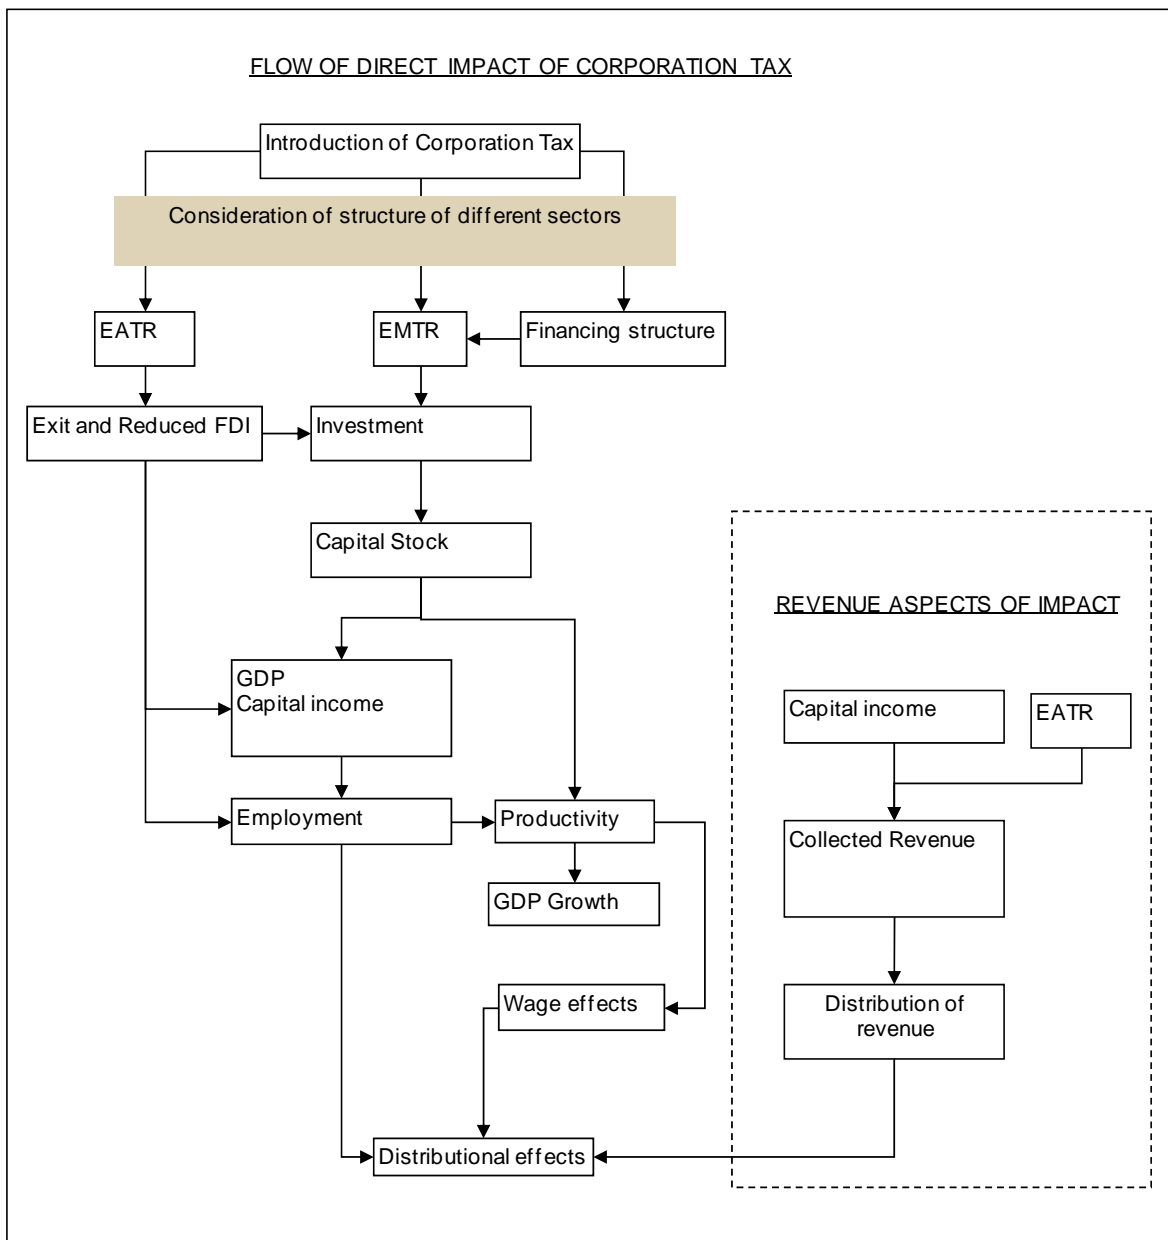 FLOW OF DIRECT IMPACT OF CORPORATION TAX
Introduction of Corporation Tax
Consideration of structure of different sectors
EATR
EMTR
Financing structure
Exit and Reduced FDI
Investment
Capital Stock
REVENUE ASPECTS OF IMPACT
GDP
Capital income
Capital income
EATR
Employment
Productivity
Collected Revenue
GDP Growth
Wage effects
Distribution of
revenue
Distributional effects